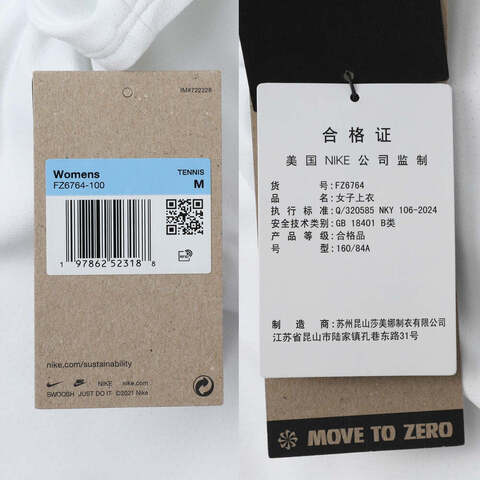 IM4722228
Womens
FZ6764-100
TENNIS
M
1 97862 52318 8
nike.com/sustainability
NIKE nike.com
SWOOSH JUST DO IT ©2021 Nike
合格证
美国 NIKE 公司监制
货号:FZ6764
品名:女子上衣
执行标准:Q/320585 NKY 106-2024
安全技术类别:GB 18401 B类
产品等级:合格品
号型:160/84A
制造商:苏州昆山莎美娜制衣有限公司
江苏省昆山市陆家镇孔巷东路31号
MOVE TO ZERO